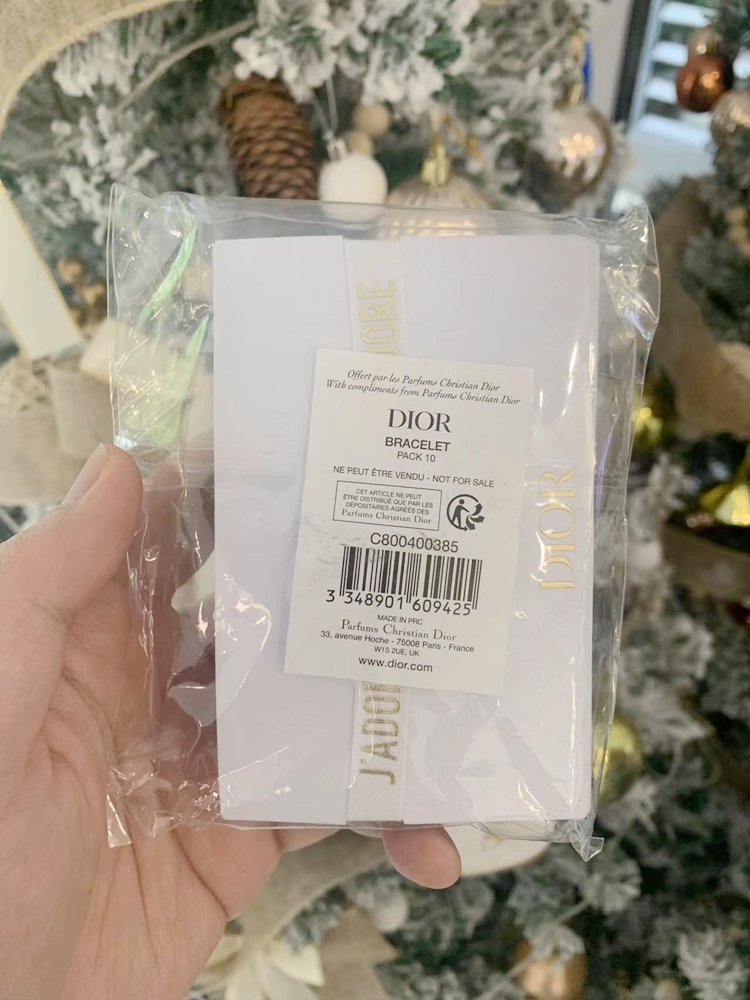 J'ADORE
Offert par les Parfums Christian Dior
With compliments from Parfums Christian Dior
DIOR
BRACELET
PACK 10
NE PEUT ÊTRE VENDU - NOT FOR SALE
CET ARTICLE NE PEUT
ÊTRE DISTRIBUÉ QUE PAR LES
DÉPOSITAIRES AGRÉÉS DES
Parfums Christian Dior
C800400385
3 348901 609425
MADE IN PRC
Parfums Christian Dior
33, avenue Hoche - 75008 Paris - France
W1S 2UE, UK
www.dior.com
DIOR